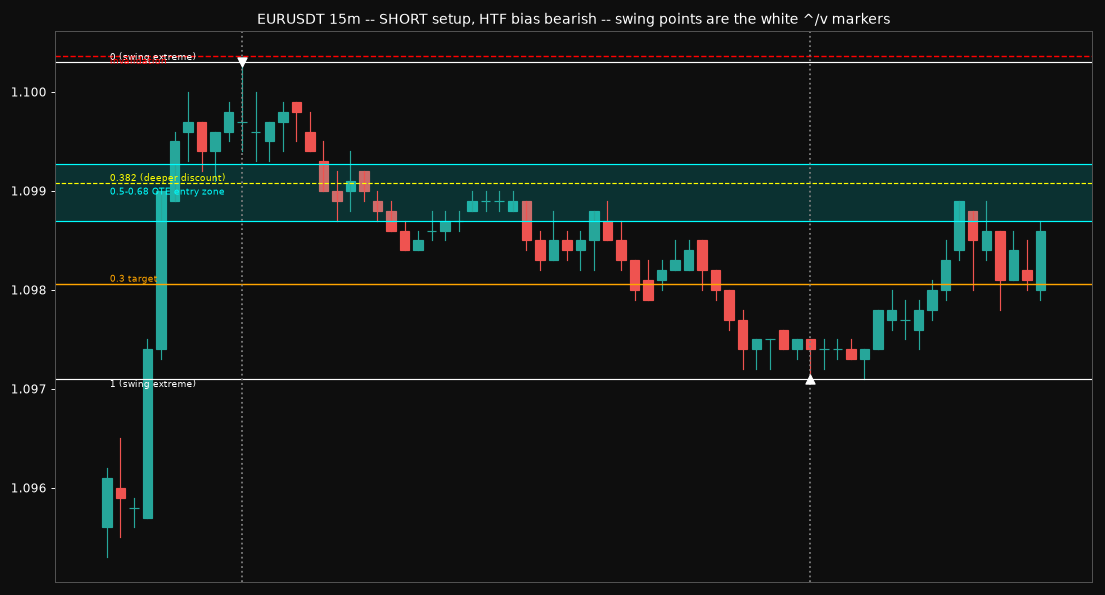 EURUSDT 15m -- SHORT setup, HTF bias bearish -- swing points are the white ^/v markers
0 (swing extreme)
1.100
0.382 (deeper discount)
1.099
0.5-0.68 OTE entry zone
0.3 target
1.098
1.097
1 (swing extreme)
1.096